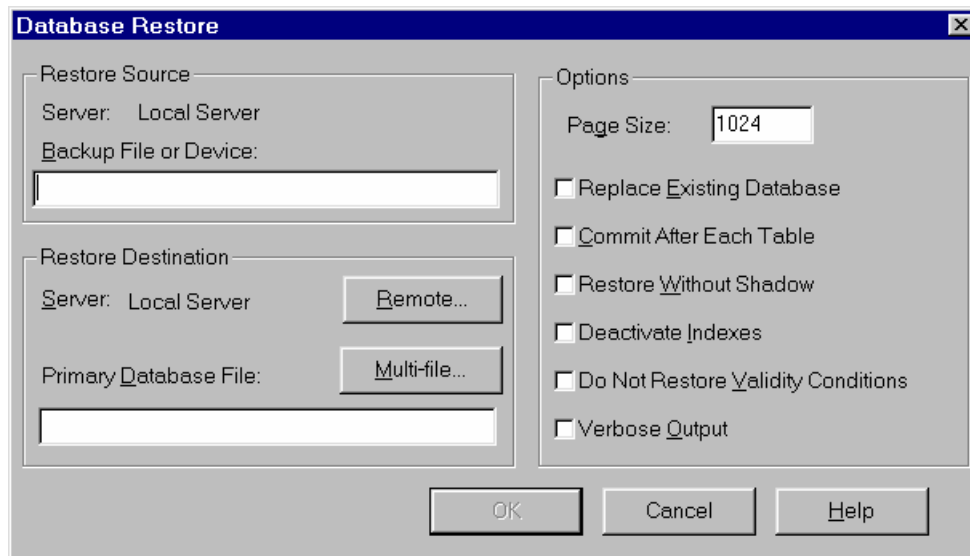 Database Restore
Restore Source
Server: Local Server
Backup File or Device:
Restore Destination
Server: Local Server
Remote...
Primary Database File:
Multi-file...
Options
Page Size: 1024
Replace Existing Database
Commit After Each Table
Restore Without Shadow
Deactivate Indexes
Do Not Restore Validity Conditions
Verbose Output
OK
Cancel
Help